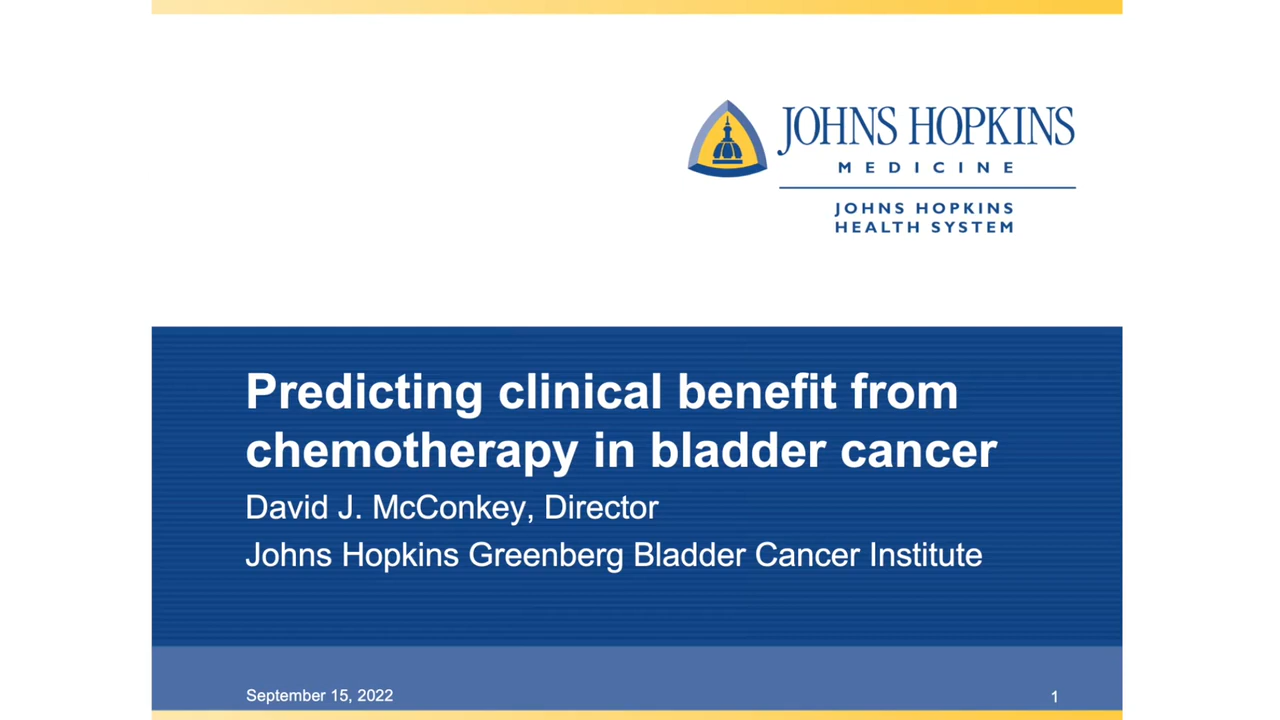 JOHNS HOPKINS
MEDICINE
JOHNS HOPKINS
HEALTH SYSTEM
Predicting clinical benefit from
chemotherapy in bladder cancer
David J. McConkey, Director
Johns Hopkins Greenberg Bladder Cancer Institute
September 15, 2022
1